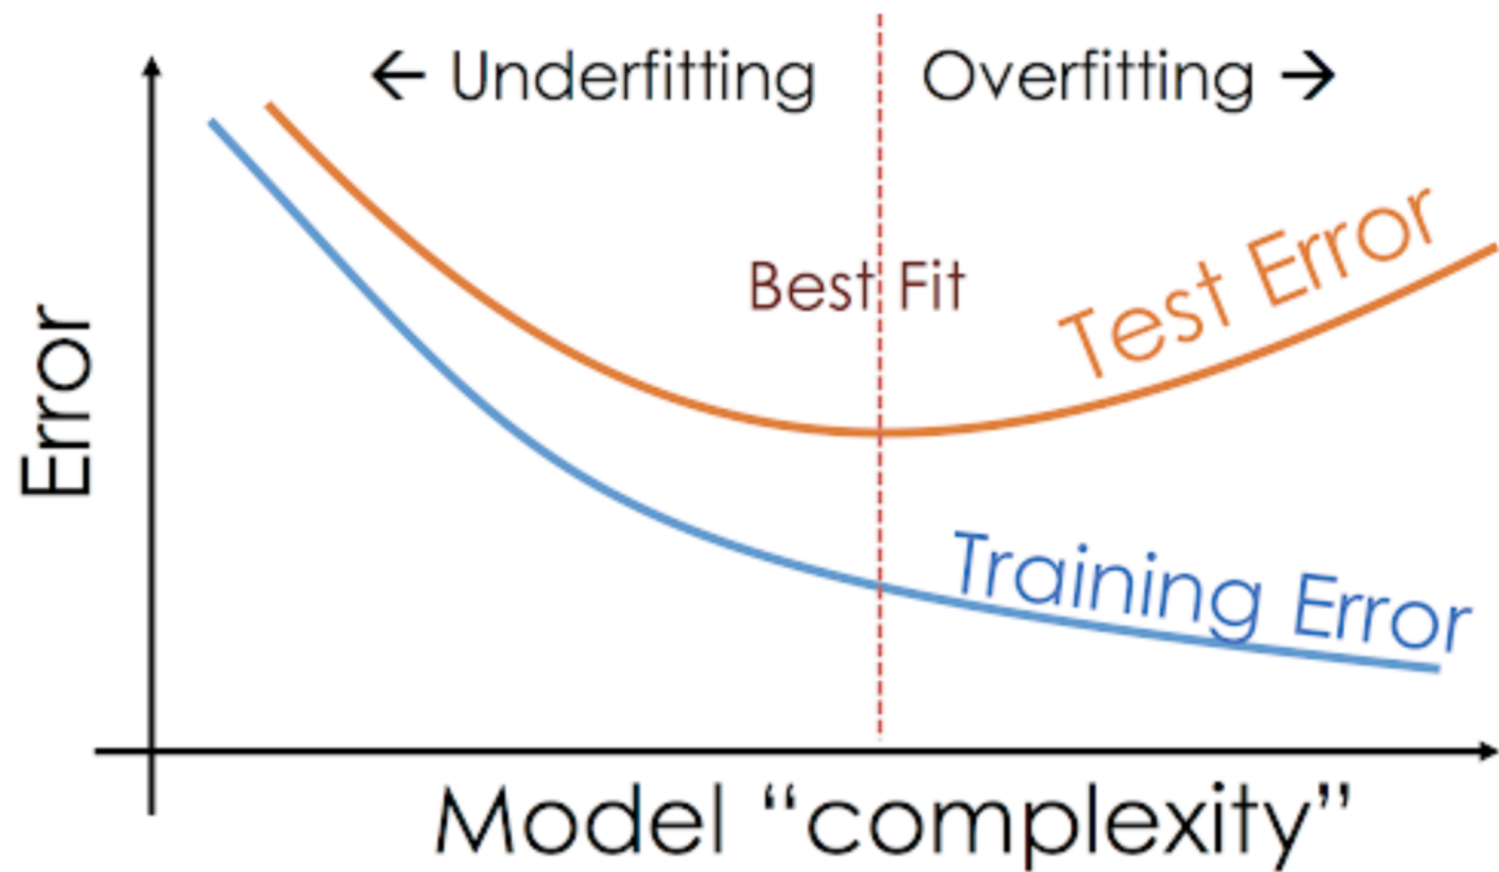 ← Underfitting
Overfitting →
Best Fit
Test Error
Training Error
Error
Model “complexity”